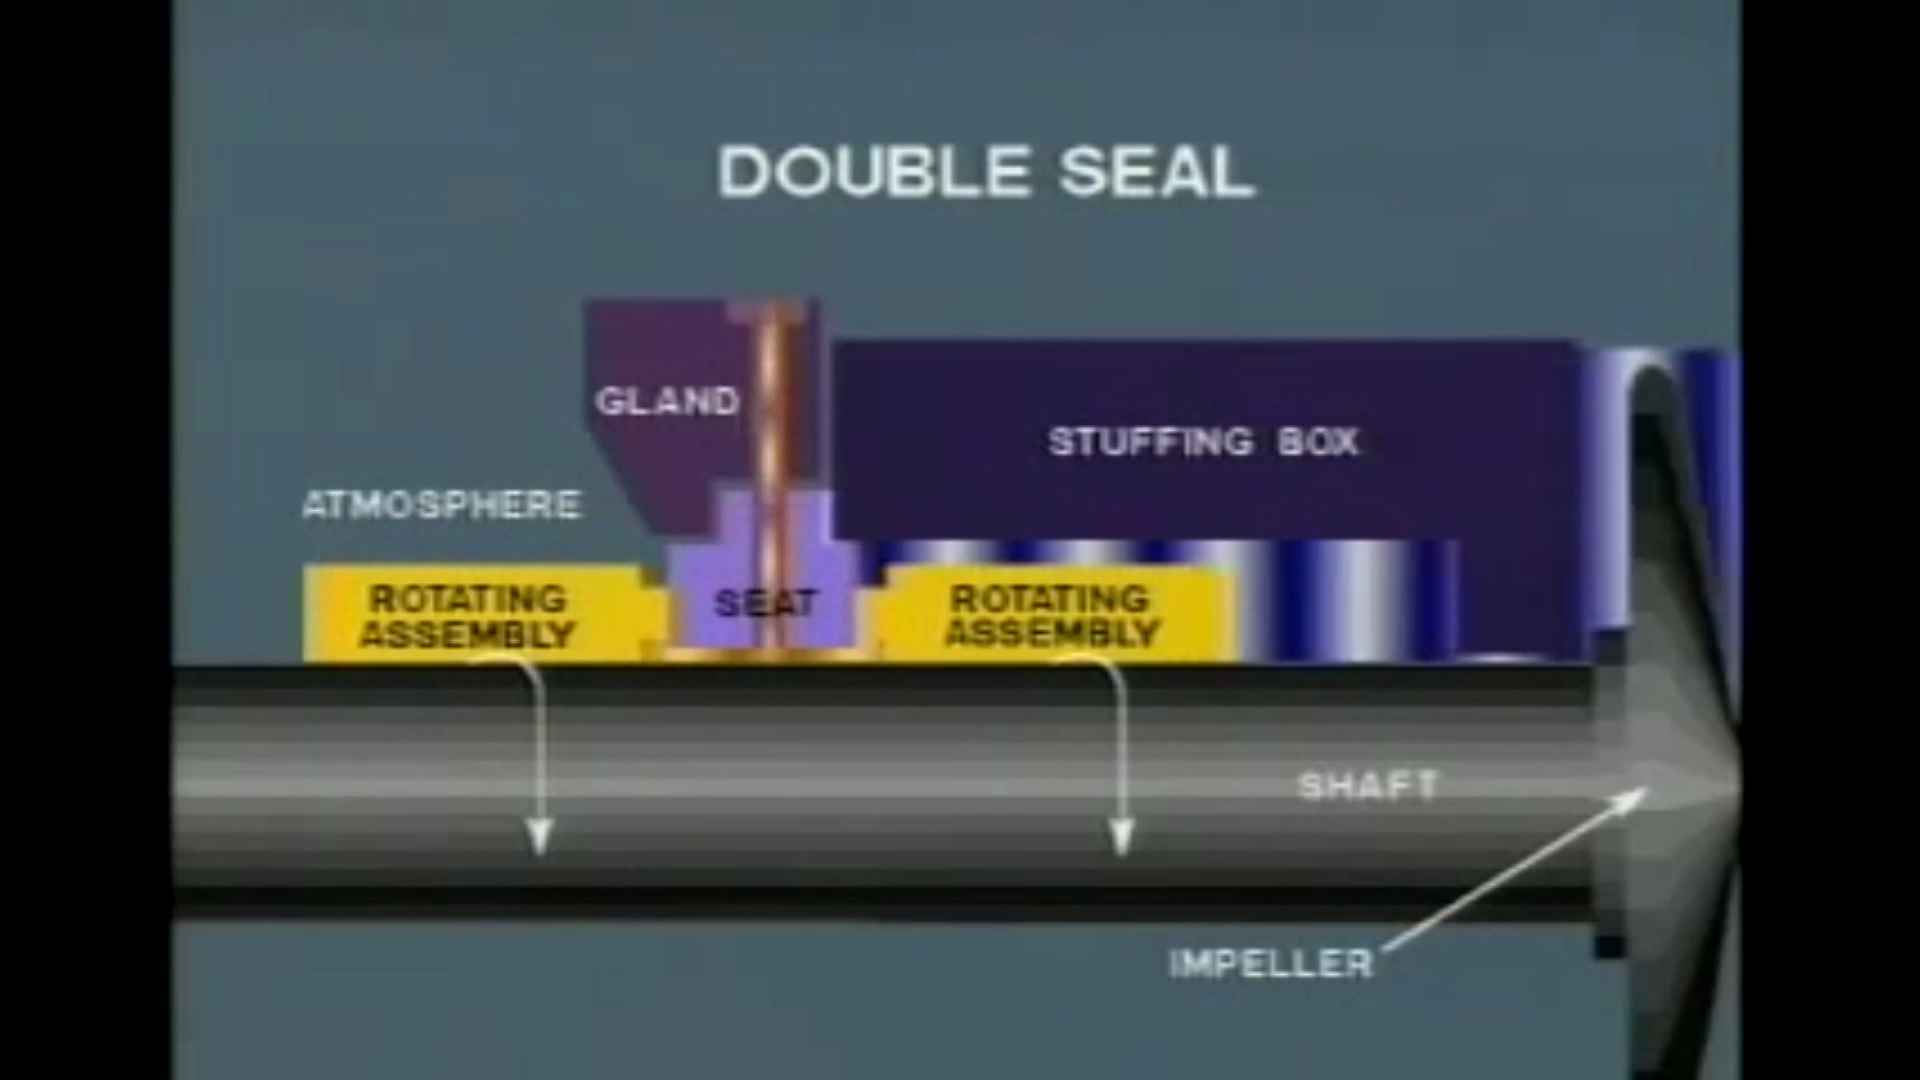 DOUBLE SEAL
GLAND
STUFFING BOX
ATMOSPHERE
ROTATING
ASSEMBLY
SEAT
ROTATING
ASSEMBLY
SHAFT
IMPELLER